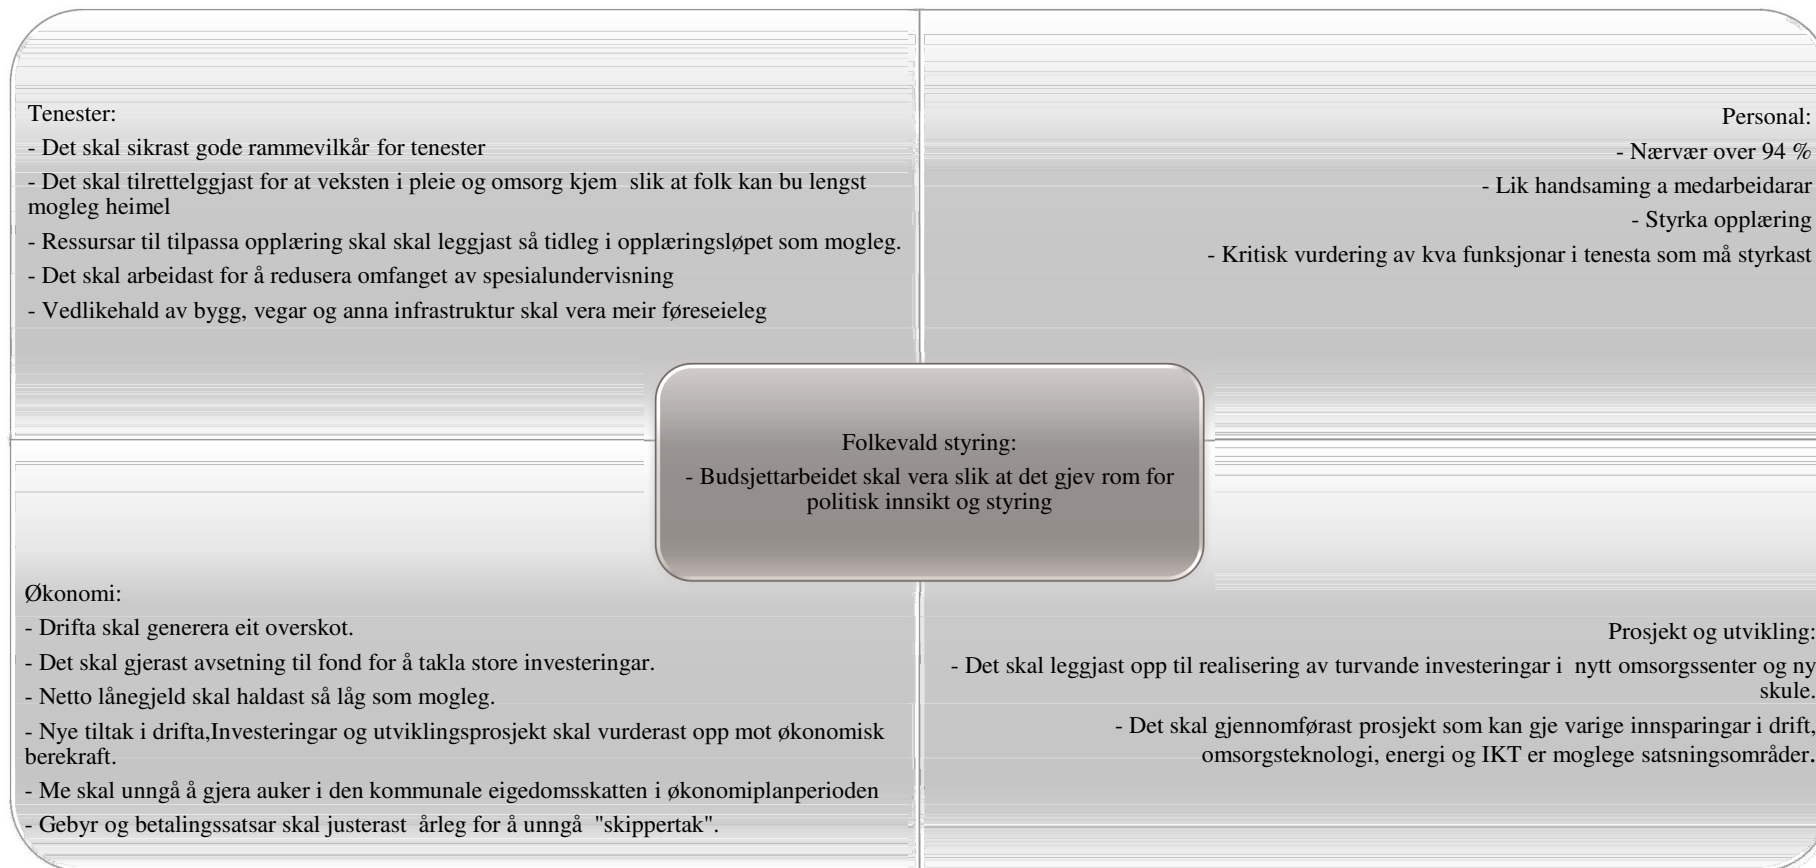 Tenester:
- Det skal sikrast gode rammevilkår for tenester
- Det skal tilrettelggjast for at veksten i pleie og omsorg kjem  slik at folk kan bu lengst
mogleg heimel
- Ressursar til tilpassa opplæring skal skal leggjast så tidleg i opplæringsløpet som mogleg.
- Det skal arbeidast for å redusera omfanget av spesialundervisning
- Vedlikehald av bygg, vegar og anna infrastruktur skal vera meir føreseieleg
Personal:
- Nærvær over 94 %
- Lik handsaming a medarbeidarar
- Styrka opplæring
- Kritisk vurdering av kva funksjonar i tenesta som må styrkast
Folkevald styring:
- Budsjettarbeidet skal vera slik at det gjev rom for
politisk innsikt og styring
Økonomi:
- Drifta skal generera eit overskot.
- Det skal gjerast avsetning til fond for å takla store investeringar.
- Netto lånegjeld skal haldast så låg som mogleg.
- Nye tiltak i drifta,Investeringar og utviklingsprosjekt skal vurderast opp mot økonomisk
berekraft.
- Me skal unngå å gjera auker i den kommunale eigedomsskatten i økonomiplanperioden
- Gebyr og betalingssatsar skal justerast  årleg for å unngå  "skippertak".
Prosjekt og utvikling:
- Det skal leggjast opp til realisering av turvande investeringar i  nytt omsorgssenter og ny
skule.
- Det skal gjennomførast prosjekt som kan gje varige innsparingar i drift,
omsorgsteknologi, energi og IKT er moglege satsningsområder.